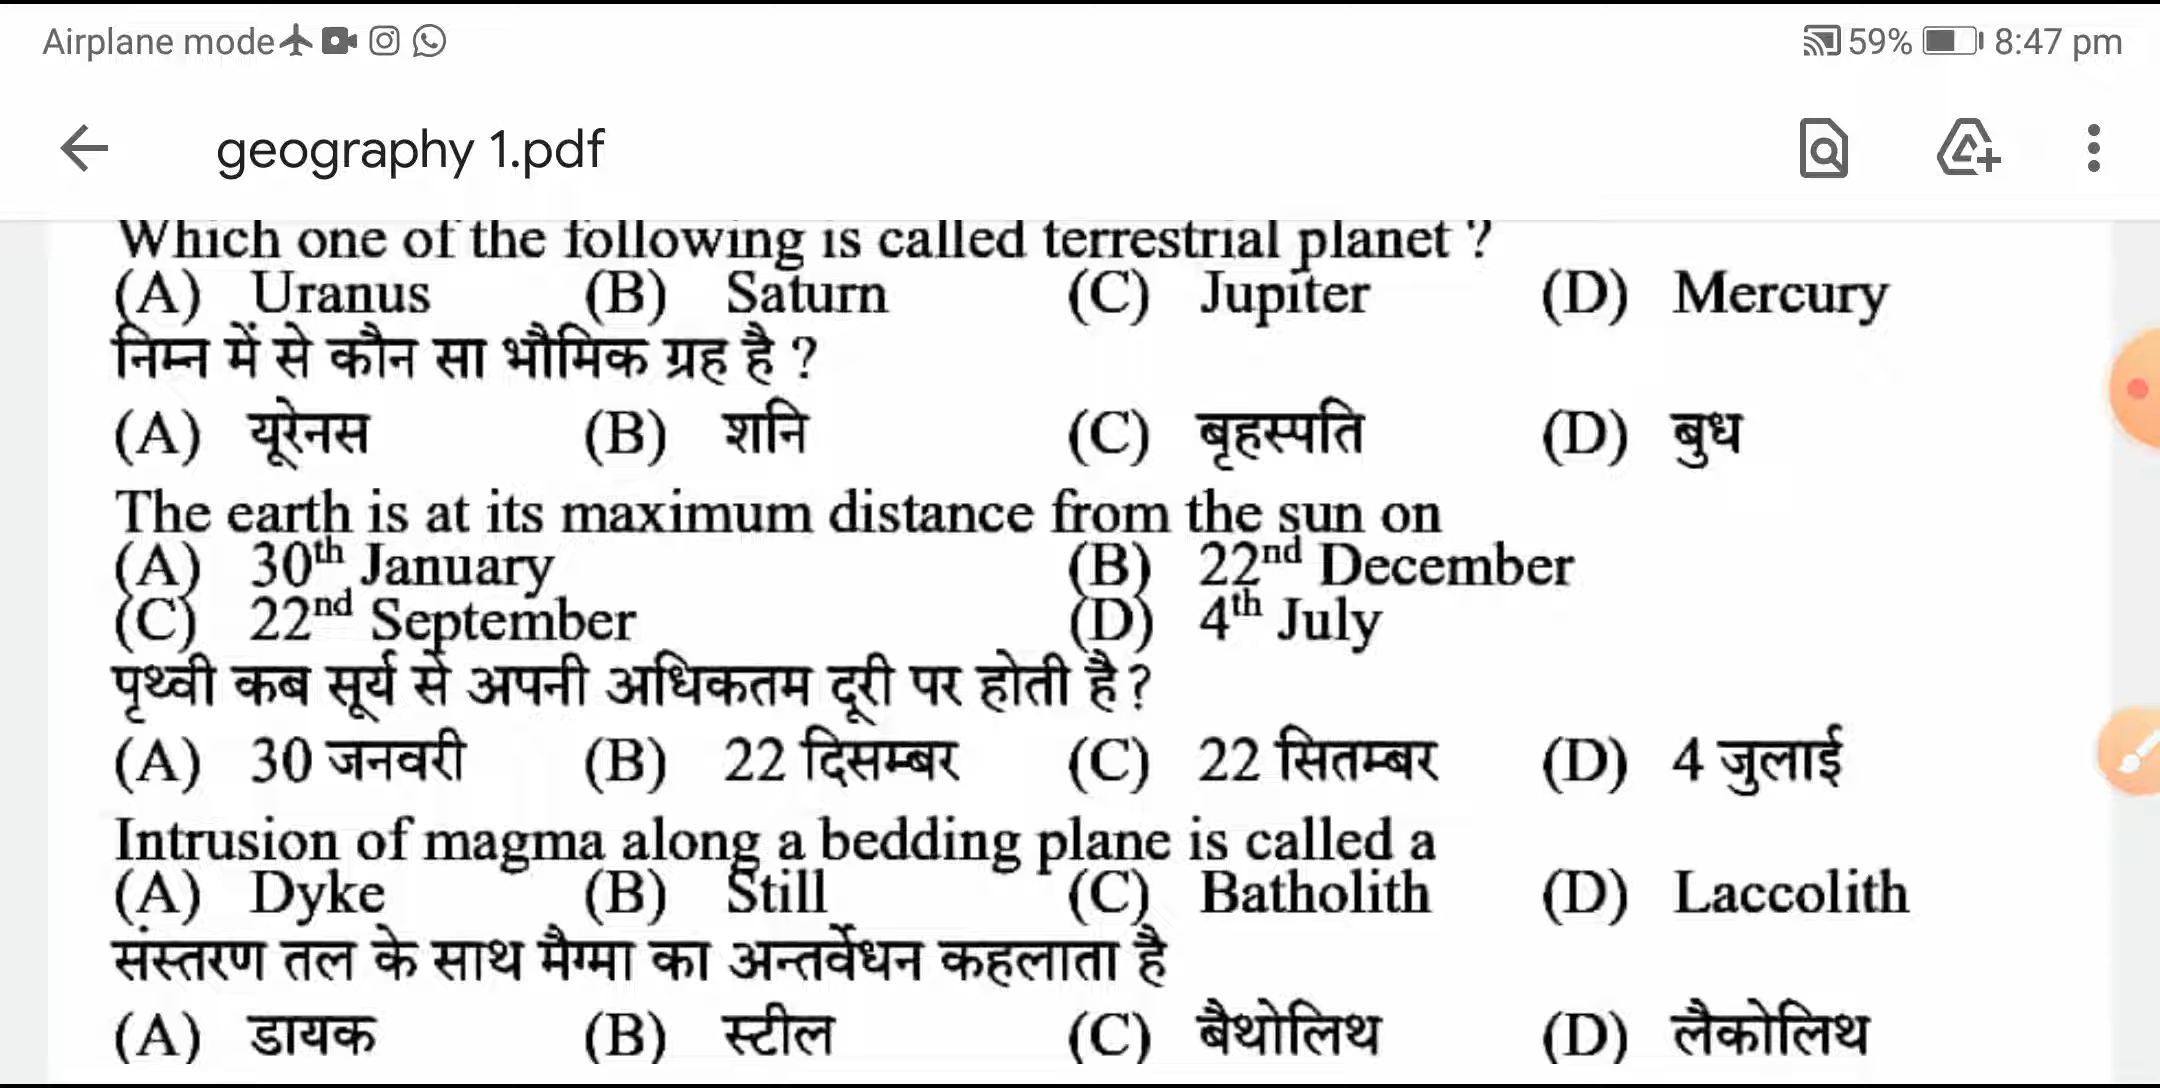 Airplane mode 59% 8:47 pm
geography 1.pdf
Which one of the following is called terrestrial planet ?
(A) Uranus (B) Saturn (C) Jupiter (D) Mercury
निम्न में से कौन सा भौमिक ग्रह है ?
(A) यूरेनस (B) शनि (C) बृहस्पति (D) बुध
The earth is at its maximum distance from the sun on
(A) 30th January (B) 22nd December
(C) 22nd September (D) 4th July
पृथ्वी कब सूर्य से अपनी अधिकतम दूरी पर होती है ?
(A) 30 जनवरी (B) 22 दिसम्बर (C) 22 सितम्बर (D) 4 जुलाई
Intrusion of magma along a bedding plane is called a
(A) Dyke (B) Still (C) Batholith (D) Laccolith
संस्तरण तल के साथ मैग्मा का अन्तर्वेधन कहलाता है
(A) डायक (B) स्टील (C) बैथोलिथ (D) लैकोलिथ